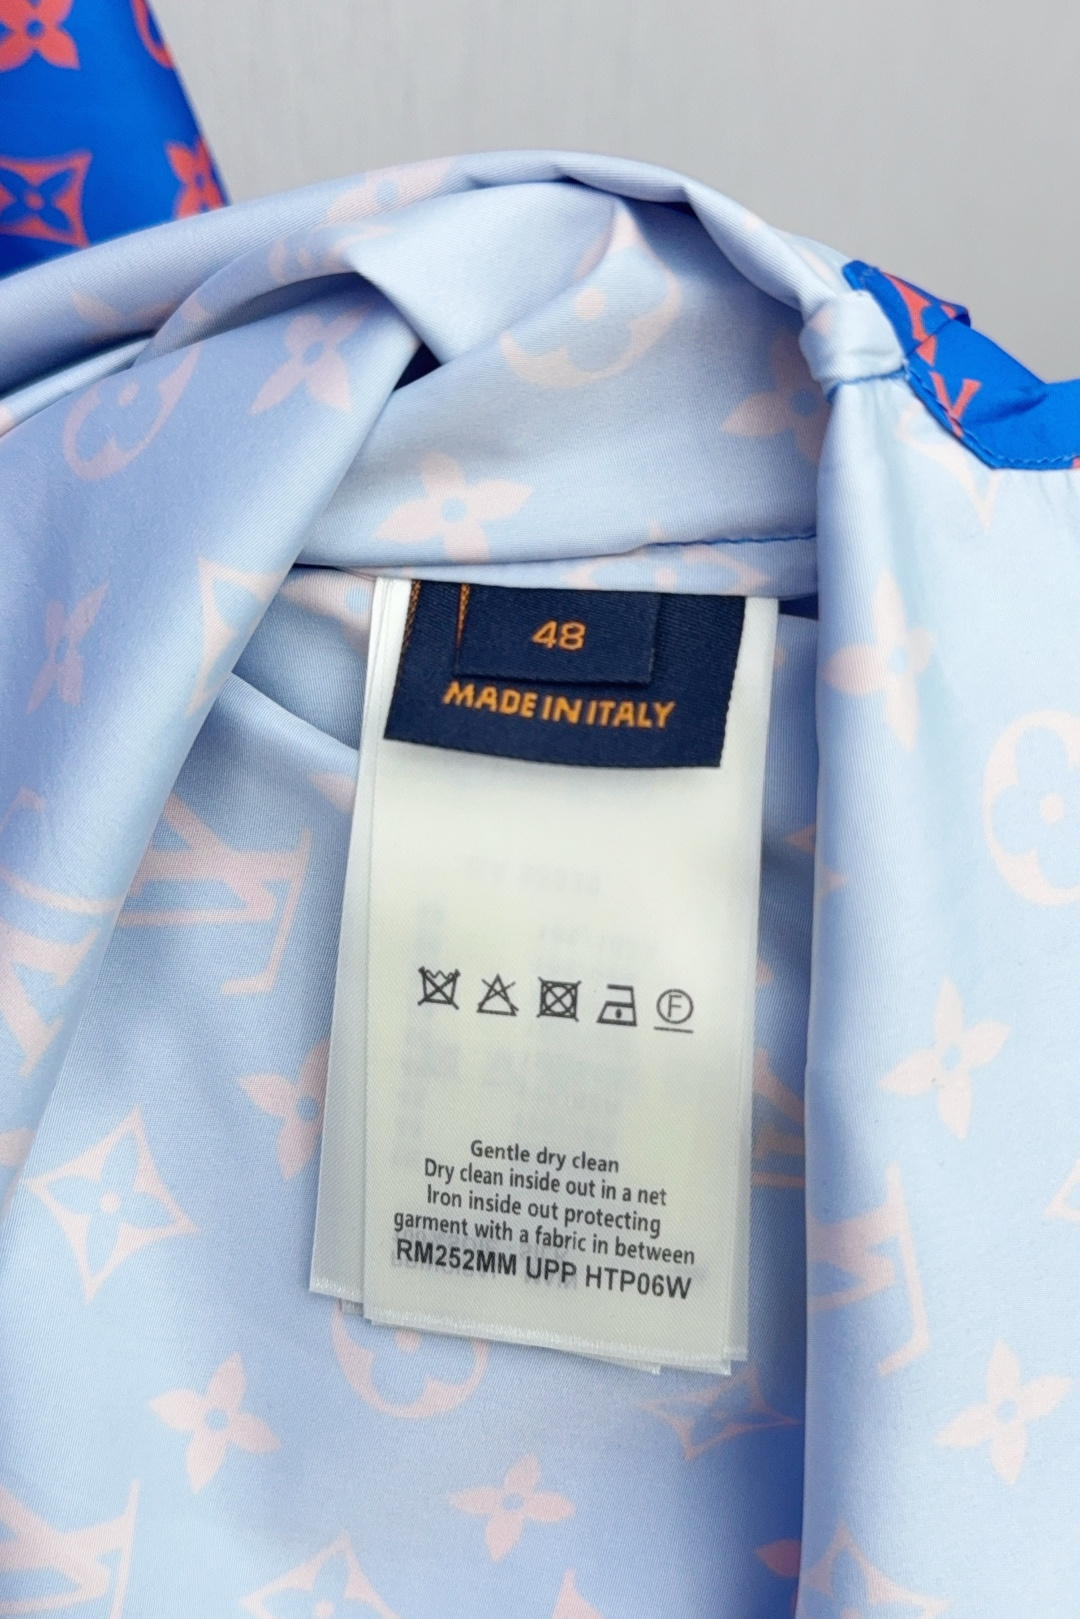 48
MADE IN ITALY
F
Gentle dry clean
Dry clean inside out in a net
Iron inside out protecting
garment with a fabric in between
RM252MM UPP HTP06W